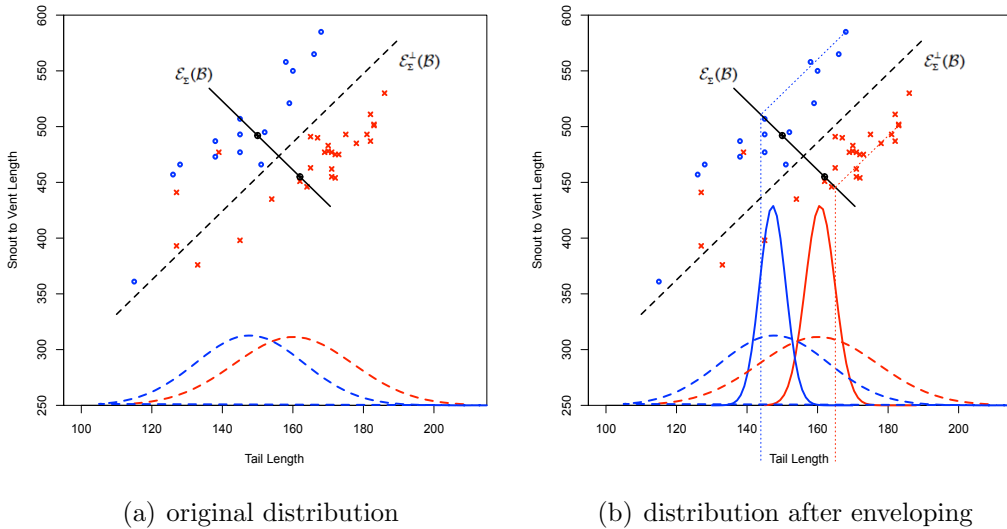 600
550
500
450
400
350
300
250
Snout to Vent Length
ℰ_Σ(ℬ)
ℰ_Σ^⊥(ℬ)
100 120 140 160 180 200
Tail Length
(a) original distribution
600
550
500
450
400
350
300
250
Snout to Vent Length
ℰ_Σ(ℬ)
ℰ_Σ^⊥(ℬ)
100 120 140 160 180 200
Tail Length
(b) distribution after enveloping